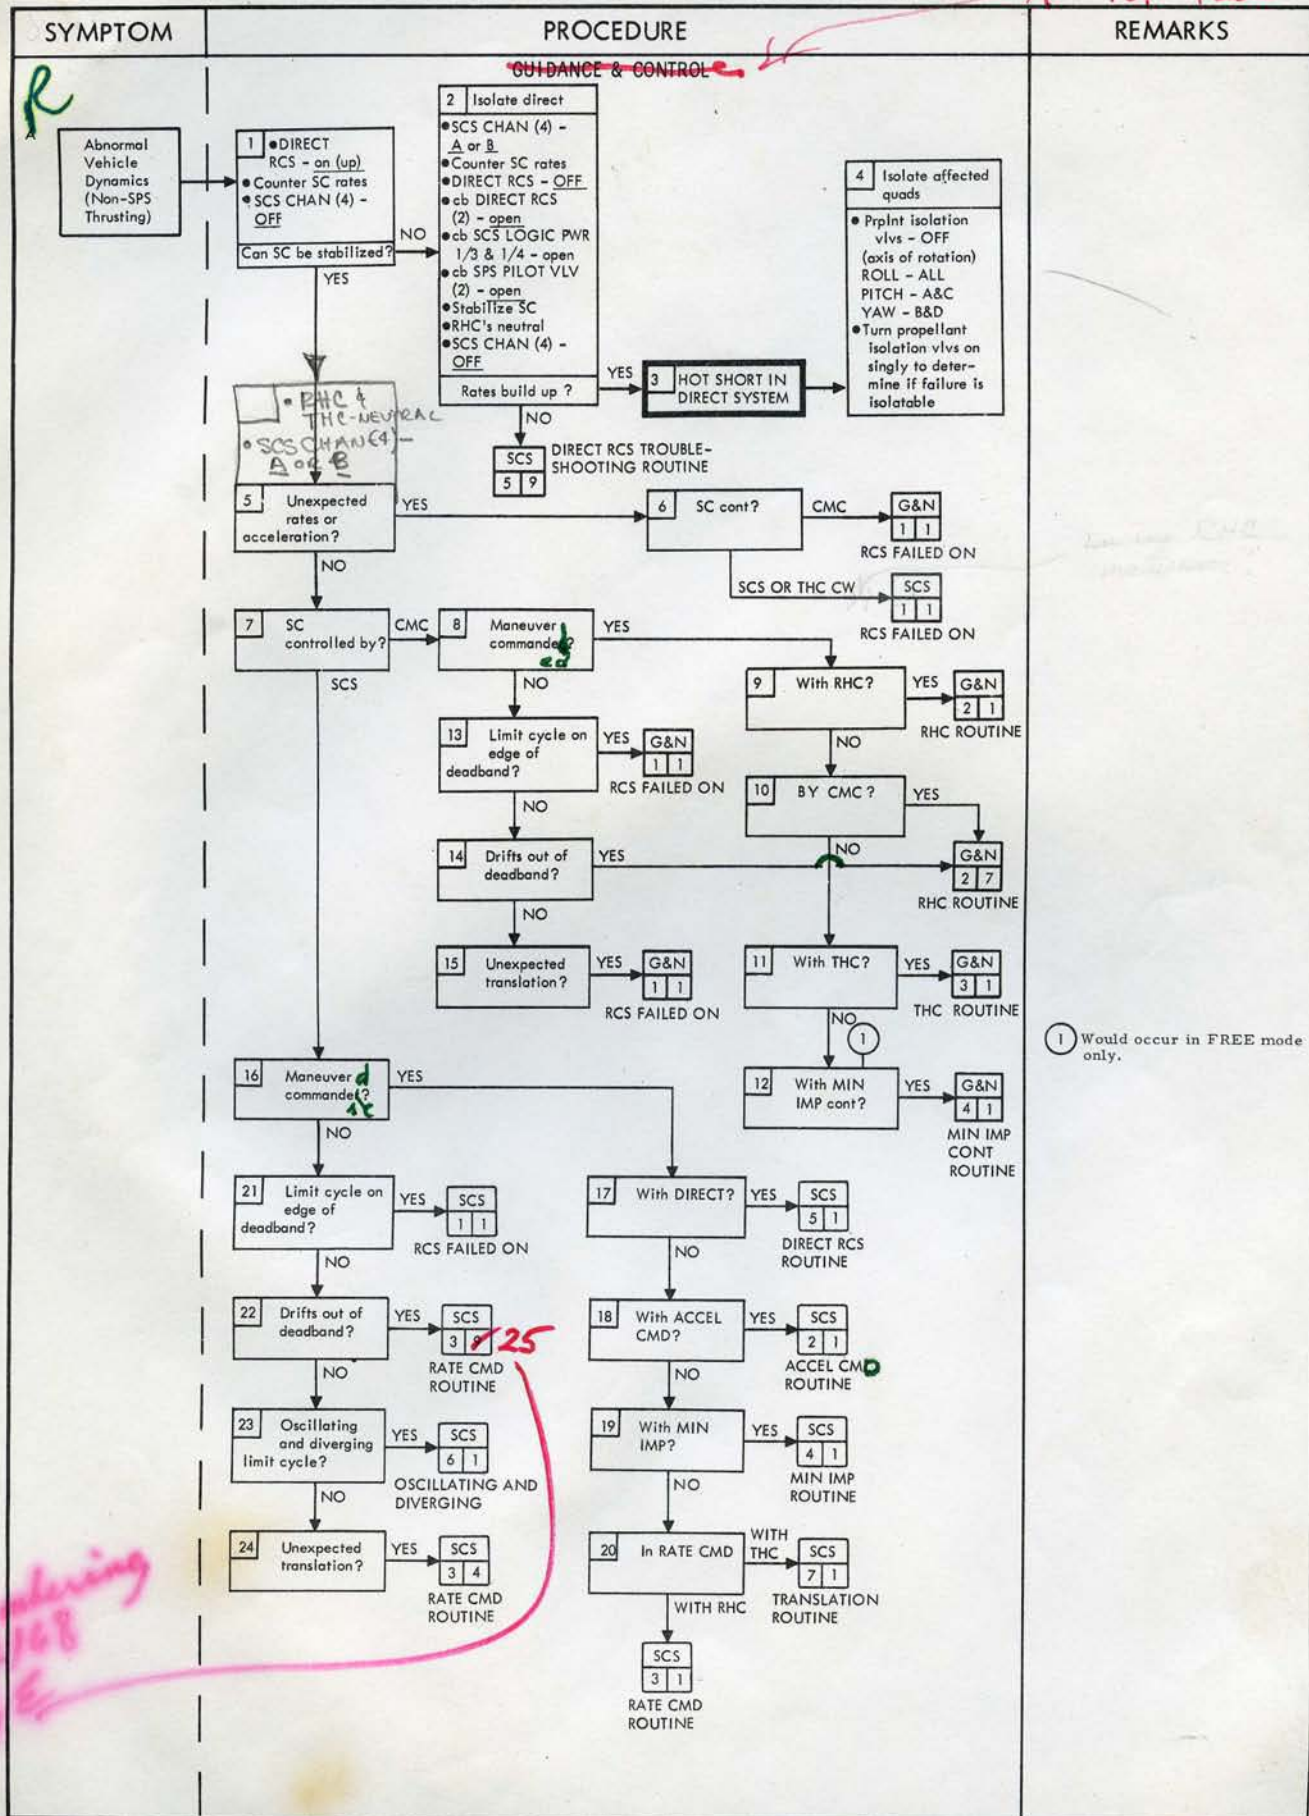 SYMPTOM
PROCEDURE
REMARKS
GUIDANCE & CONTROL
R
A
Abnormal
Vehicle
Dynamics
(Non-SPS
Thrusting)
1 •DIRECT
RCS - on (up)
• Counter SC rates
• SCS CHAN (4) -
OFF
Can SC be stabilized?
NO
YES
2 Isolate direct
•SCS CHAN (4) -
A or B
•Counter SC rates
•DIRECT RCS - OFF
•cb DIRECT RCS
(2) - open
•cb SCS LOGIC PWR
1/3 & 1/4 - open
•cb SPS PILOT VLV
(2) - open
•Stabilize SC
•RHC's neutral
•SCS CHAN (4) -
OFF
Rates build up ?
YES
NO
3 HOT SHORT IN
DIRECT SYSTEM
4 Isolate affected
quads
• Prplnt isolation
vlvs - OFF
(axis of rotation)
ROLL - ALL
PITCH - A&C
YAW - B&D
•Turn propellant
isolation vlvs on
singly to deter-
mine if failure is
isolatable
SCS
5 9
DIRECT RCS TROUBLE-
SHOOTING ROUTINE
• RHC &
THC-NEUTRAL
• SCS CHAN (4) -
A or B
5 Unexpected
rates or
acceleration?
YES
NO
6 SC cont?
CMC
G&N
1 1
RCS FAILED ON
SCS OR THC CW
SCS
1 1
RCS FAILED ON
7 SC
controlled by?
CMC
SCS
8 Maneuver
commanded?
ed
YES
NO
9 With RHC?
YES
G&N
2 1
RHC ROUTINE
NO
13 Limit cycle on
edge of
deadband?
YES
G&N
1 1
RCS FAILED ON
NO
10 BY CMC?
YES
NO
14 Drifts out of
deadband?
YES
G&N
2 7
RHC ROUTINE
NO
15 Unexpected
translation?
YES
G&N
1 1
RCS FAILED ON
11 With THC?
YES
G&N
3 1
THC ROUTINE
NO
1
1 Would occur in FREE mode
only.
12 With MIN
IMP cont?
YES
G&N
4 1
MIN IMP
CONT
ROUTINE
16 Maneuver d
commande?
YES
NO
21 Limit cycle on
edge of
deadband?
YES
SCS
1 1
RCS FAILED ON
NO
17 With DIRECT?
YES
SCS
5 1
DIRECT RCS
ROUTINE
NO
22 Drifts out of
deadband?
YES
SCS
3 9 25
RATE CMD
ROUTINE
NO
18 With ACCEL
CMD?
YES
SCS
2 1
ACCEL CMD
ROUTINE
NO
23 Oscillating
and diverging
limit cycle?
YES
SCS
6 1
OSCILLATING AND
DIVERGING
NO
19 With MIN
IMP?
YES
SCS
4 1
MIN IMP
ROUTINE
NO
24 Unexpected
translation?
YES
SCS
3 4
RATE CMD
ROUTINE
20 In RATE CMD
WITH
THC
SCS
7 1
TRANSLATION
ROUTINE
WITH RHC
SCS
3 1
RATE CMD
ROUTINE